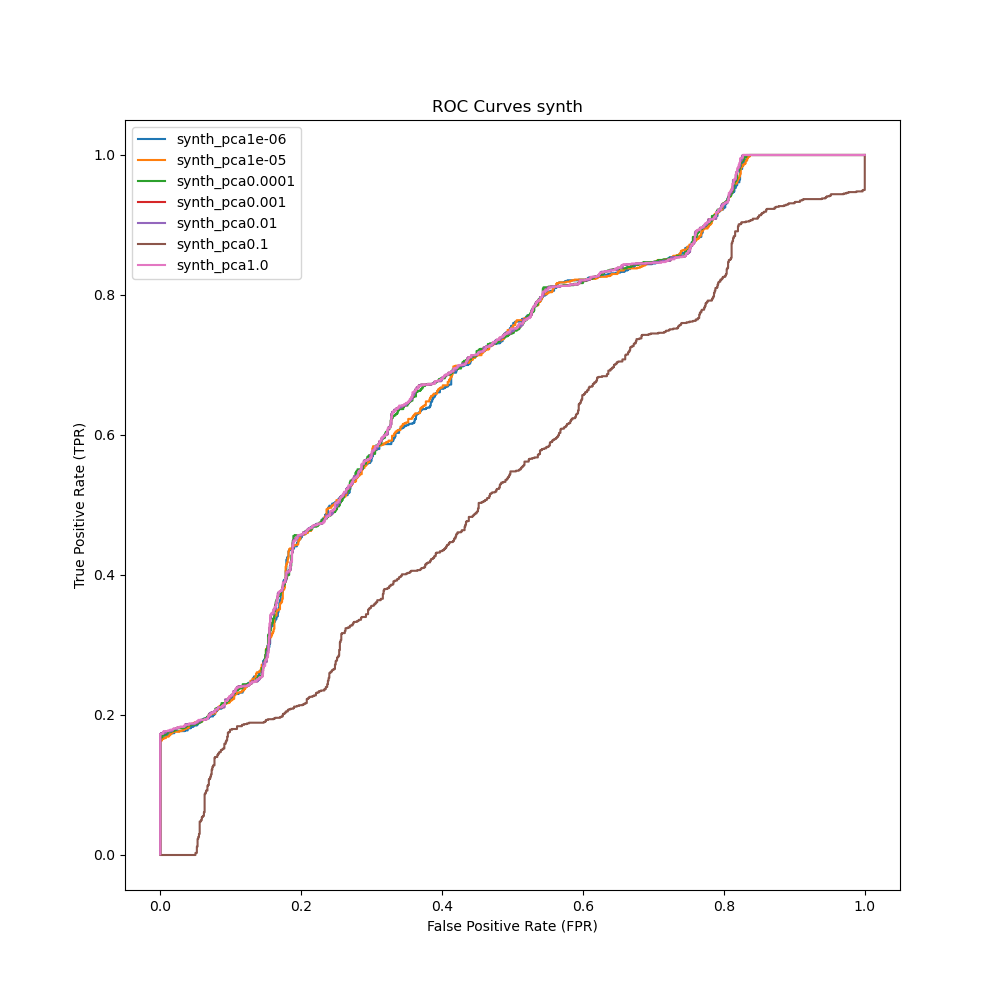 ROC Curves synth
synth_pca1e-06
synth_pca1e-05
synth_pca0.0001
synth_pca0.001
synth_pca0.01
synth_pca0.1
synth_pca1.0
True Positive Rate (TPR)
1.0
0.8
0.6
0.4
0.2
0.0
0.0 0.2 0.4 0.6 0.8 1.0
False Positive Rate (FPR)